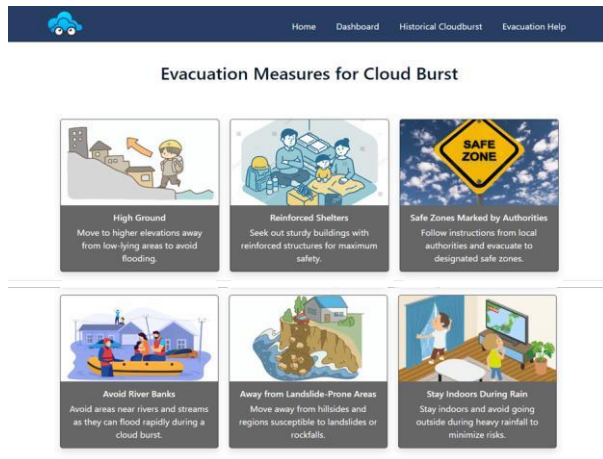 Home Dashboard Historical Cloudburst Evacuation Help
Evacuation Measures for Cloud Burst
SAFE
ZONE
High Ground
Move to higher elevations away
from low-lying areas to avoid
flooding.
Reinforced Shelters
Seek out sturdy buildings with
reinforced structures for maximum
safety.
Safe Zones Marked by Authorities
Follow instructions from local
authorities and evacuate to
designated safe zones.
Avoid River Banks
Avoid areas near rivers and streams
as they can flood rapidly during a
cloud burst.
Away from Landslide-Prone Areas
Move away from hillsides and
regions susceptible to landslides or
rockfalls.
Stay Indoors During Rain
Stay indoors and avoid going
outside during heavy rainfall to
minimize risks.